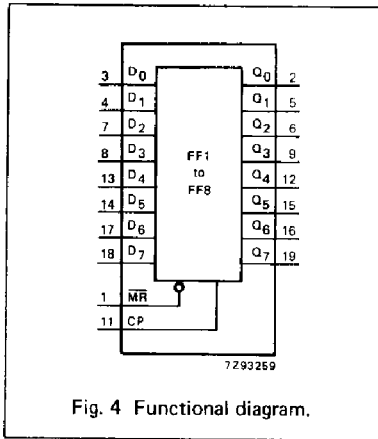 3 D0 Q0 2
4 D1 Q1 5
7 D2 Q2 6
8 D3 Q3 9
FF1
to
FF8
13 D4 Q4 12
14 D5 Q5 15
17 D6 Q6 16
18 D7 Q7 19
1 M̅R̅
11 CP
7Z93259
Fig. 4 Functional diagram.